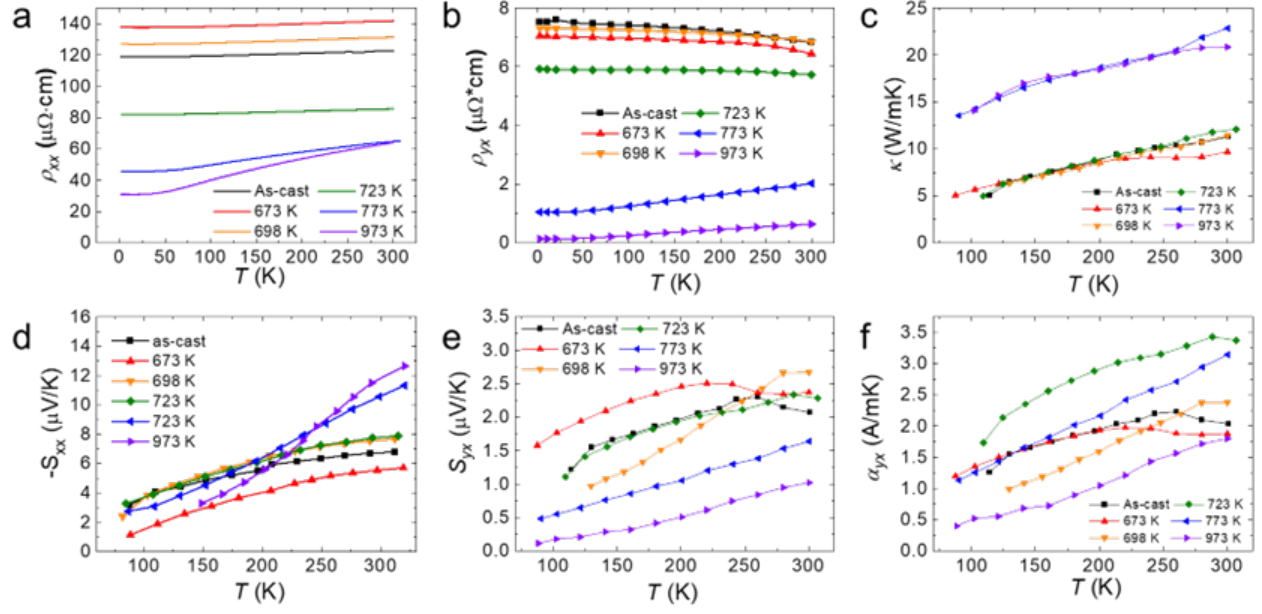 a
ρxx (μΩ·cm)
140
120
100
80
60
40
20
0
As-cast
673 K
698 K
723 K
773 K
973 K
0 50 100 150 200 250 300
T (K)
b
ρyx (μΩ*cm)
8
6
4
2
0
As-cast
673 K
698 K
723 K
773 K
973 K
0 50 100 150 200 250 300
T (K)
c
κ (W/mK)
25
20
15
10
5
0
As-cast
673 K
698 K
723 K
773 K
973 K
100 150 200 250 300
T (K)
d
-Sxx (μV/K)
16
14
12
10
8
6
4
2
0
as-cast
673 K
698 K
723 K
723 K
973 K
100 150 200 250 300
T (K)
e
Syx (μV/K)
3.5
3.0
2.5
2.0
1.5
1.0
0.5
0.0
As-cast
673 K
698 K
723 K
773 K
973 K
100 150 200 250 300
T (K)
f
αyx (A/mK)
3.5
3.0
2.5
2.0
1.5
1.0
0.5
0.0
As-cast
673 K
698 K
723 K
773 K
973 K
100 150 200 250 300
T (K)